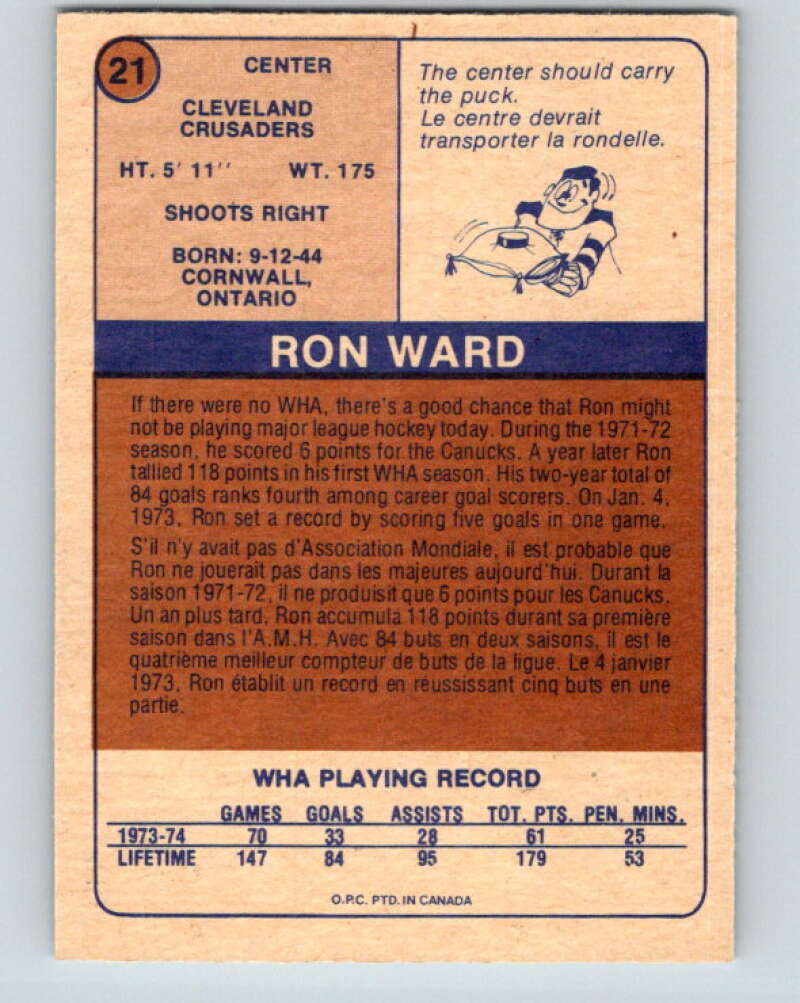 21
CENTER
CLEVELAND
CRUSADERS
HT. 5' 11'' WT. 175
SHOOTS RIGHT
BORN: 9-12-44
CORNWALL,
ONTARIO
The center should carry
the puck.
Le centre devrait
transporter la rondelle.
RON WARD
If there were no WHA, there's a good chance that Ron might
not be playing major league hockey today. During the 1971-72
season, he scored 6 points for the Canucks. A year later Ron
tallied 118 points in his first WHA season. His two-year total of
84 goals ranks fourth among career goal scorers. On Jan. 4,
1973, Ron set a record by scoring five goals in one game.
S'il n'y avait pas d'Association Mondiale, il est probable que
Ron ne jouerait pas dans les majeures aujourd'hui. Durant la
saison 1971-72, il ne produisit que 6 points pour les Canucks.
Un an plus tard, Ron accumula 118 points durant sa première
saison dans l'A.M.H. Avec 84 buts en deux saisons, il est le
quatrième meilleur compteur de buts de la ligue. Le 4 janvier
1973, Ron établit un record en réussissant cinq buts en une
partie.
WHA PLAYING RECORD
GAMES GOALS ASSISTS TOT. PTS. PEN. MINS.
1973-74 70 33 28 61 25
LIFETIME 147 84 95 179 53
O.P.C. PTD. IN CANADA